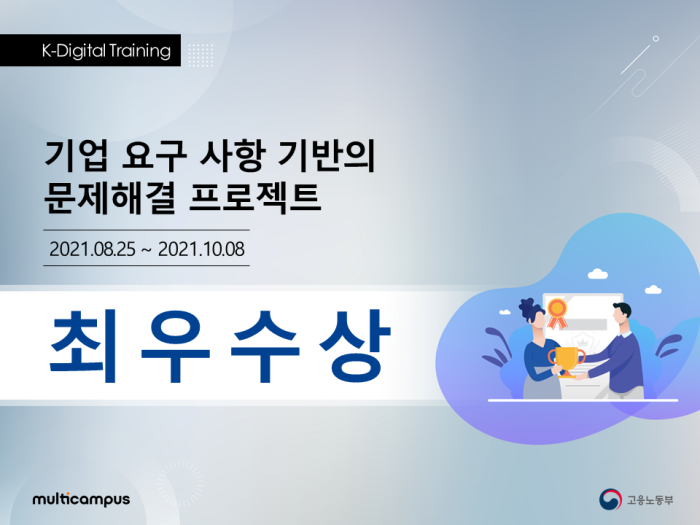 K-Digital Training
기업 요구 사항 기반의
문제해결 프로젝트
2021.08.25 ~ 2021.10.08
최우수상
multicampus
고용노동부